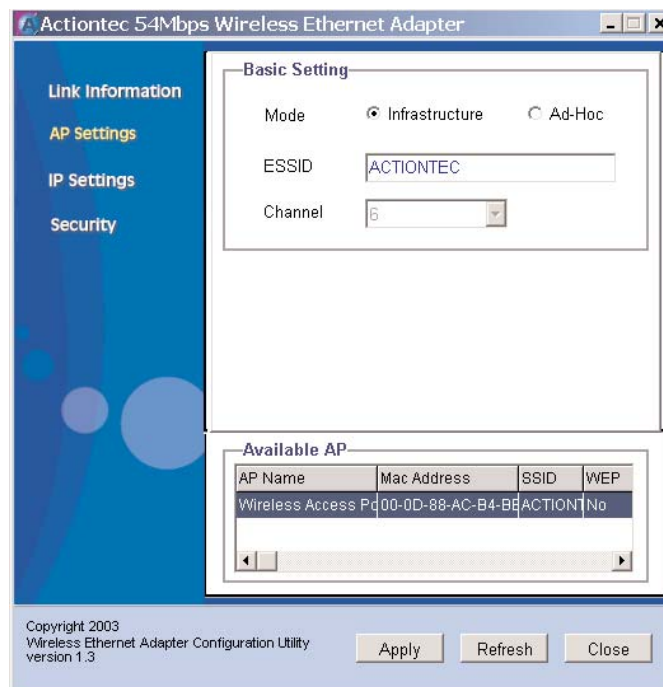 Actiontec 54Mbps Wireless Ethernet Adapter
Link Information
AP Settings
IP Settings
Security
Basic Setting
Mode Infrastructure Ad-Hoc
ESSID ACTIONTEC
Channel 6
Available AP
AP Name Mac Address SSID WEP
Wireless Access Po 00-0D-88-AC-B4-BE ACTIONT No
Copyright 2003
Wireless Ethernet Adapter Configuration Utility
version 1.3
Apply Refresh Close